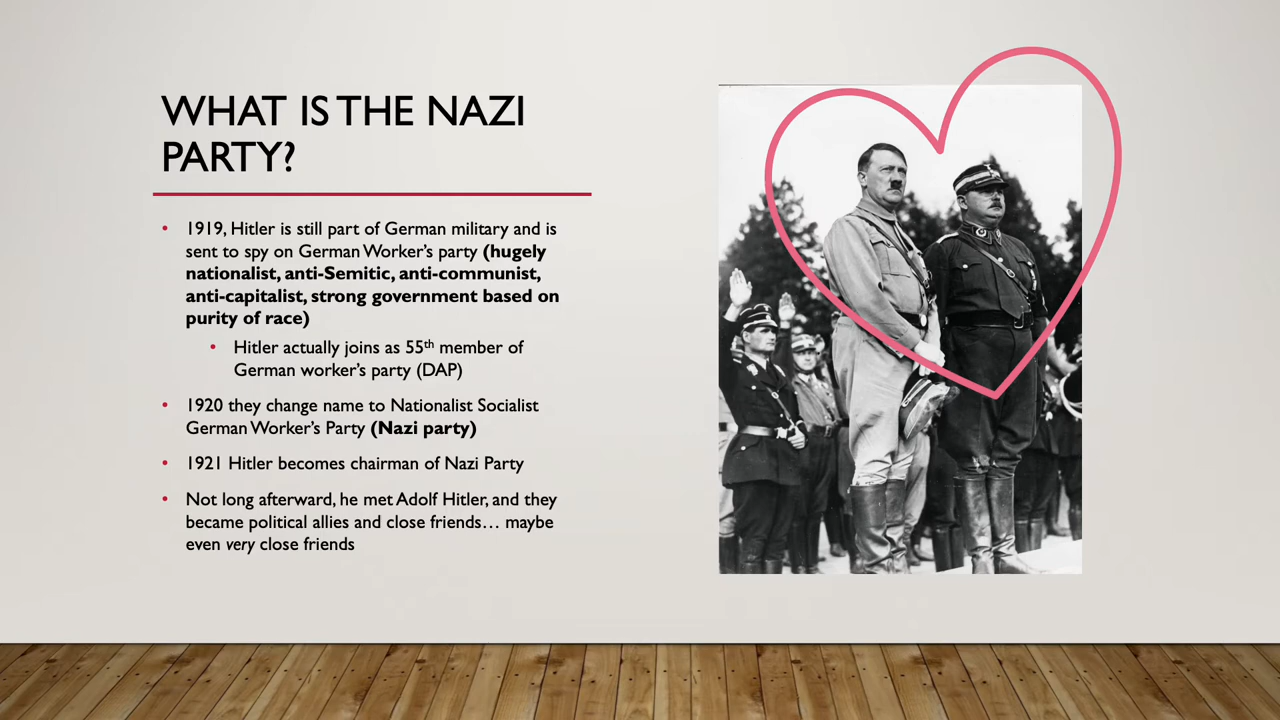 WHAT IS THE NAZI
PARTY?
• 1919, Hitler is still part of German military and is
sent to spy on German Worker's party (hugely
nationalist, anti-Semitic, anti-communist,
anti-capitalist, strong government based on
purity of race)
• Hitler actually joins as 55th member of
German worker's party (DAP)
• 1920 they change name to Nationalist Socialist
German Worker's Party (Nazi party)
• 1921 Hitler becomes chairman of Nazi Party
• Not long afterward, he met Adolf Hitler, and they
became political allies and close friends… maybe
even very close friends